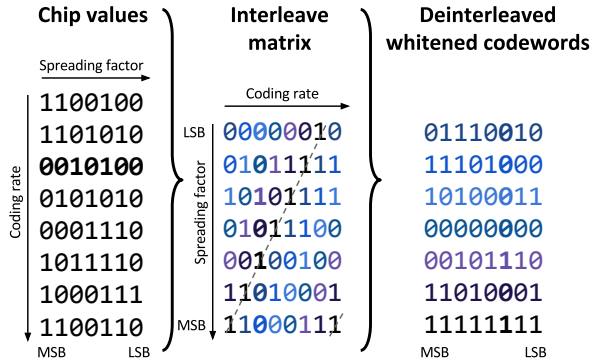 Chip values
Spreading factor
Coding rate
1100100
1101010
0010100
0101010
0001110
1011110
1000111
1100110
MSB LSB
Interleave
matrix
Coding rate
Spreading factor
LSB
00000010
01011111
10101111
01011100
00100100
11010001
MSB
11000111
Deinterleaved
whitened codewords
01110010
11101000
10100011
00000000
00101110
11010001
11111111
MSB LSB